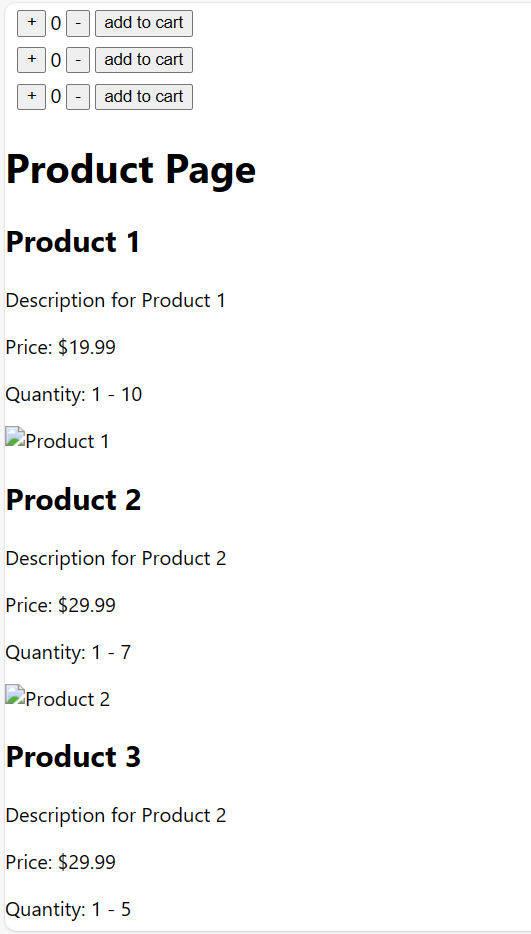 + 0 - add to cart
+ 0 - add to cart
+ 0 - add to cart
Product Page
Product 1
Description for Product 1
Price: $19.99
Quantity: 1 - 10
Product 1
Product 2
Description for Product 2
Price: $29.99
Quantity: 1 - 7
Product 2
Product 3
Description for Product 2
Price: $29.99
Quantity: 1 - 5